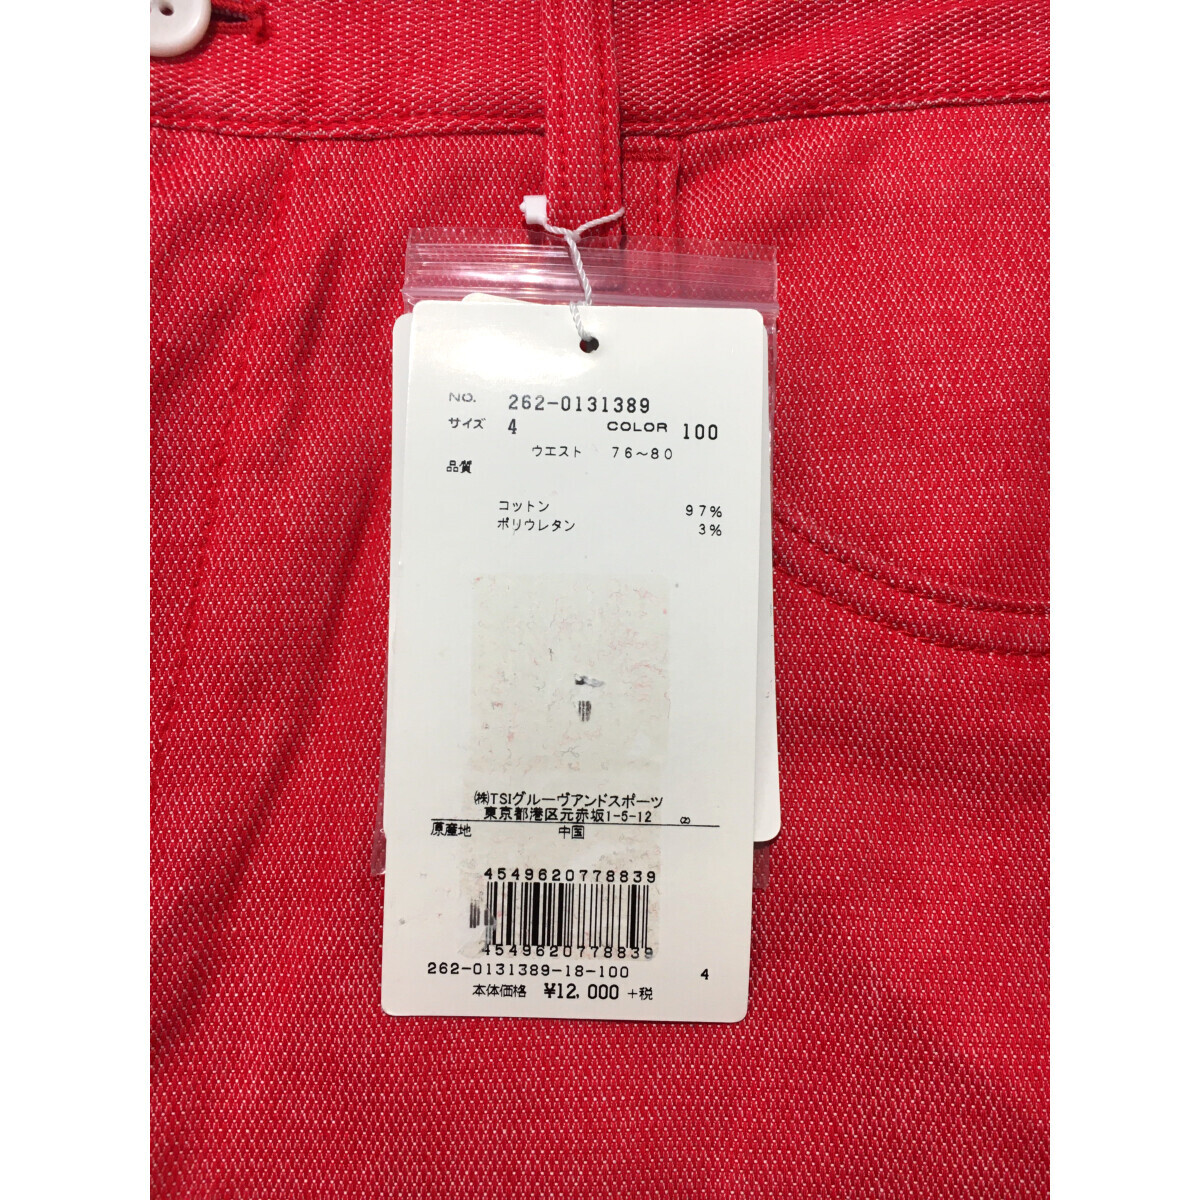 NO. 262-0131389
サイズ 4 COLOR 100
ウエスト 76～80
品質
コットン 97%
ポリウレタン 3%
㈱TSIグルーヴアンドスポーツ
東京都港区元赤坂1-5-12 (Z)
原産地 中国
4549620778839
4549620778839
262-0131389-18-100 4
本体価格 ¥12,000 +税